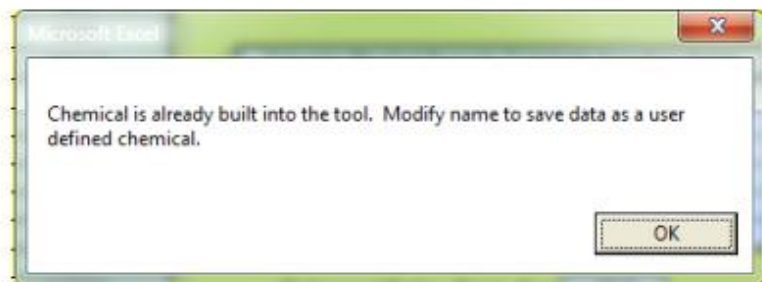 Microsoft Excel
Chemical is already built into the tool. Modify name to save data as a user
defined chemical.
OK